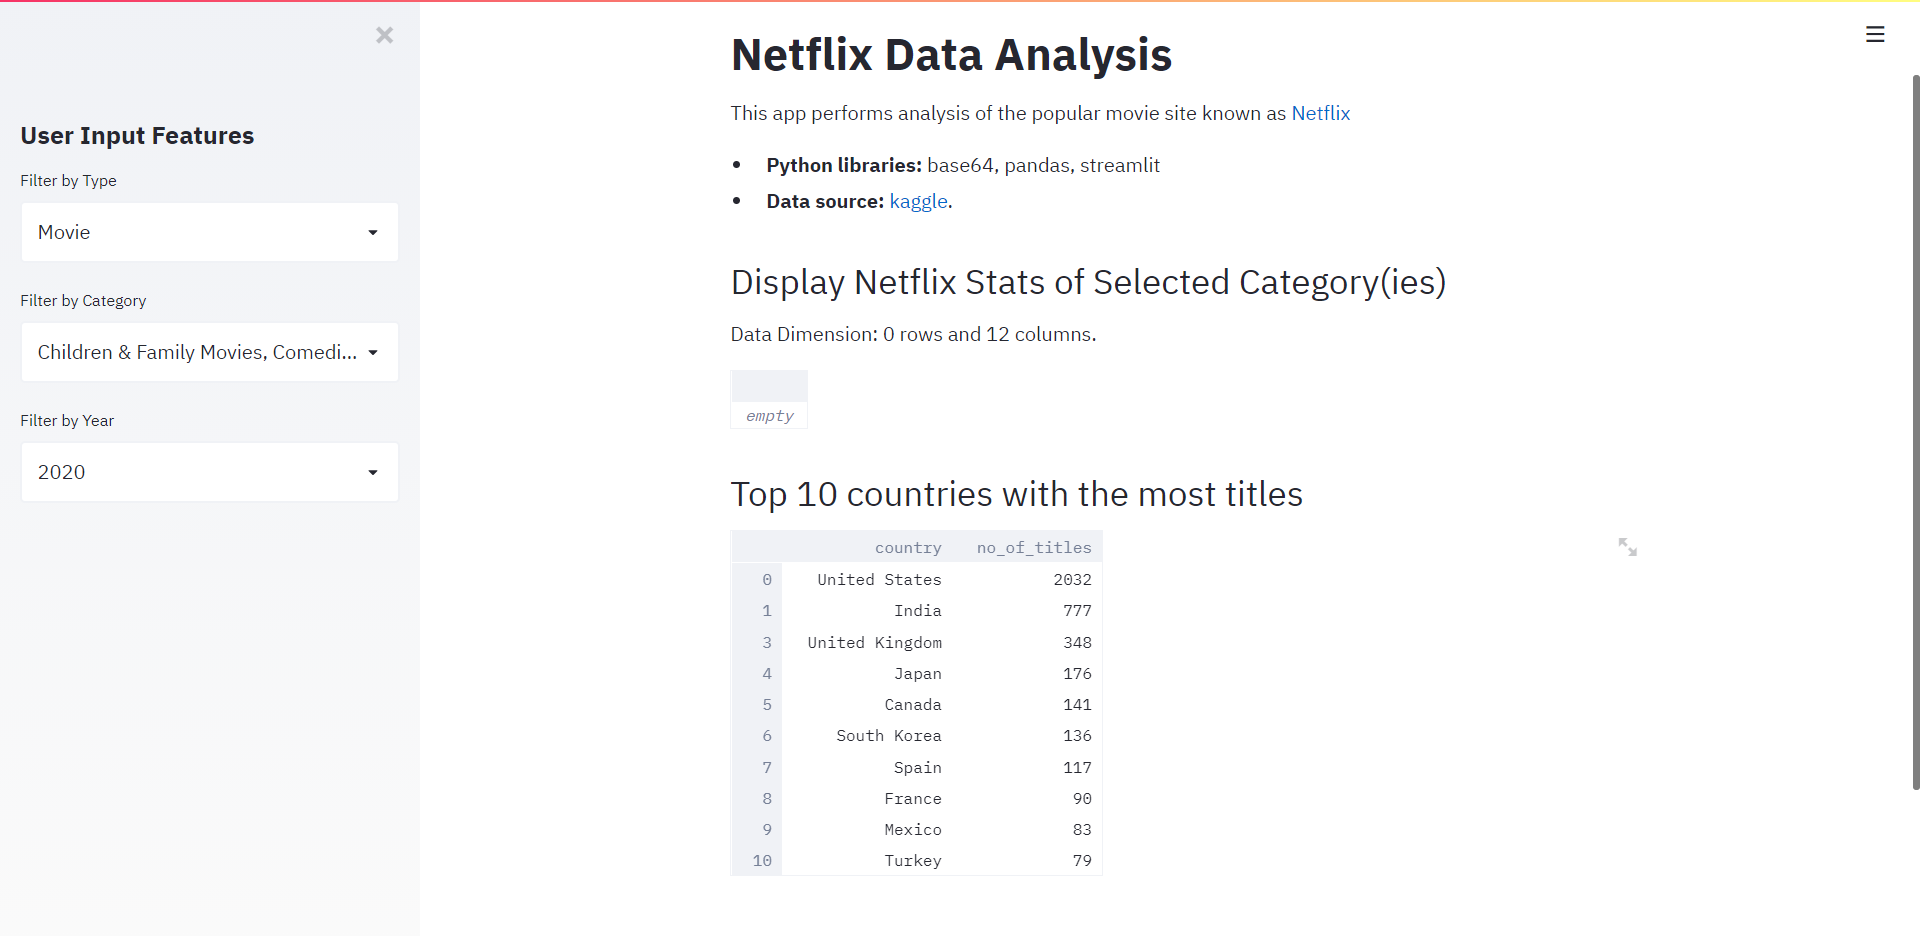 User Input Features
Filter by Type
Movie
Filter by Category
Children & Family Movies, Comedi...
Filter by Year
2020
Netflix Data Analysis
This app performs analysis of the popular movie site known as Netflix
• Python libraries: base64, pandas, streamlit
• Data source: kaggle.
Display Netflix Stats of Selected Category(ies)
Data Dimension: 0 rows and 12 columns.
empty
Top 10 countries with the most titles
country no_of_titles
0 United States 2032
1 India 777
3 United Kingdom 348
4 Japan 176
5 Canada 141
6 South Korea 136
7 Spain 117
8 France 90
9 Mexico 83
10 Turkey 79